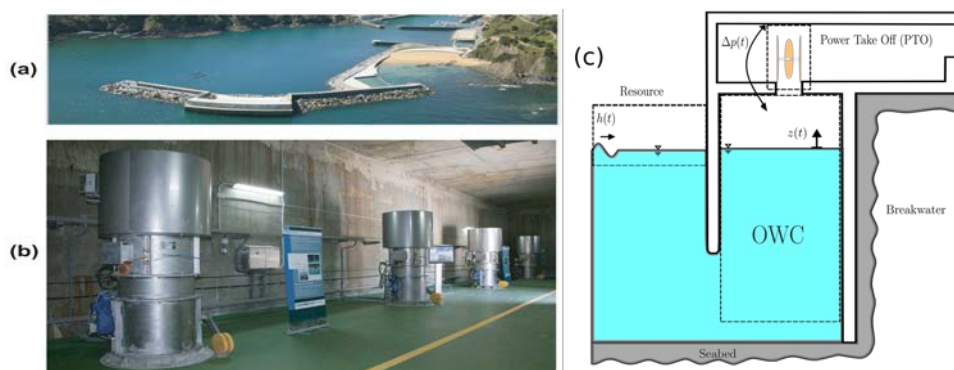 (a)
(b)
(c)
Power Take Off (PTO)
Δp(t)
Resource
h(t)
z(t)
OWC
Breakwater
Seabed